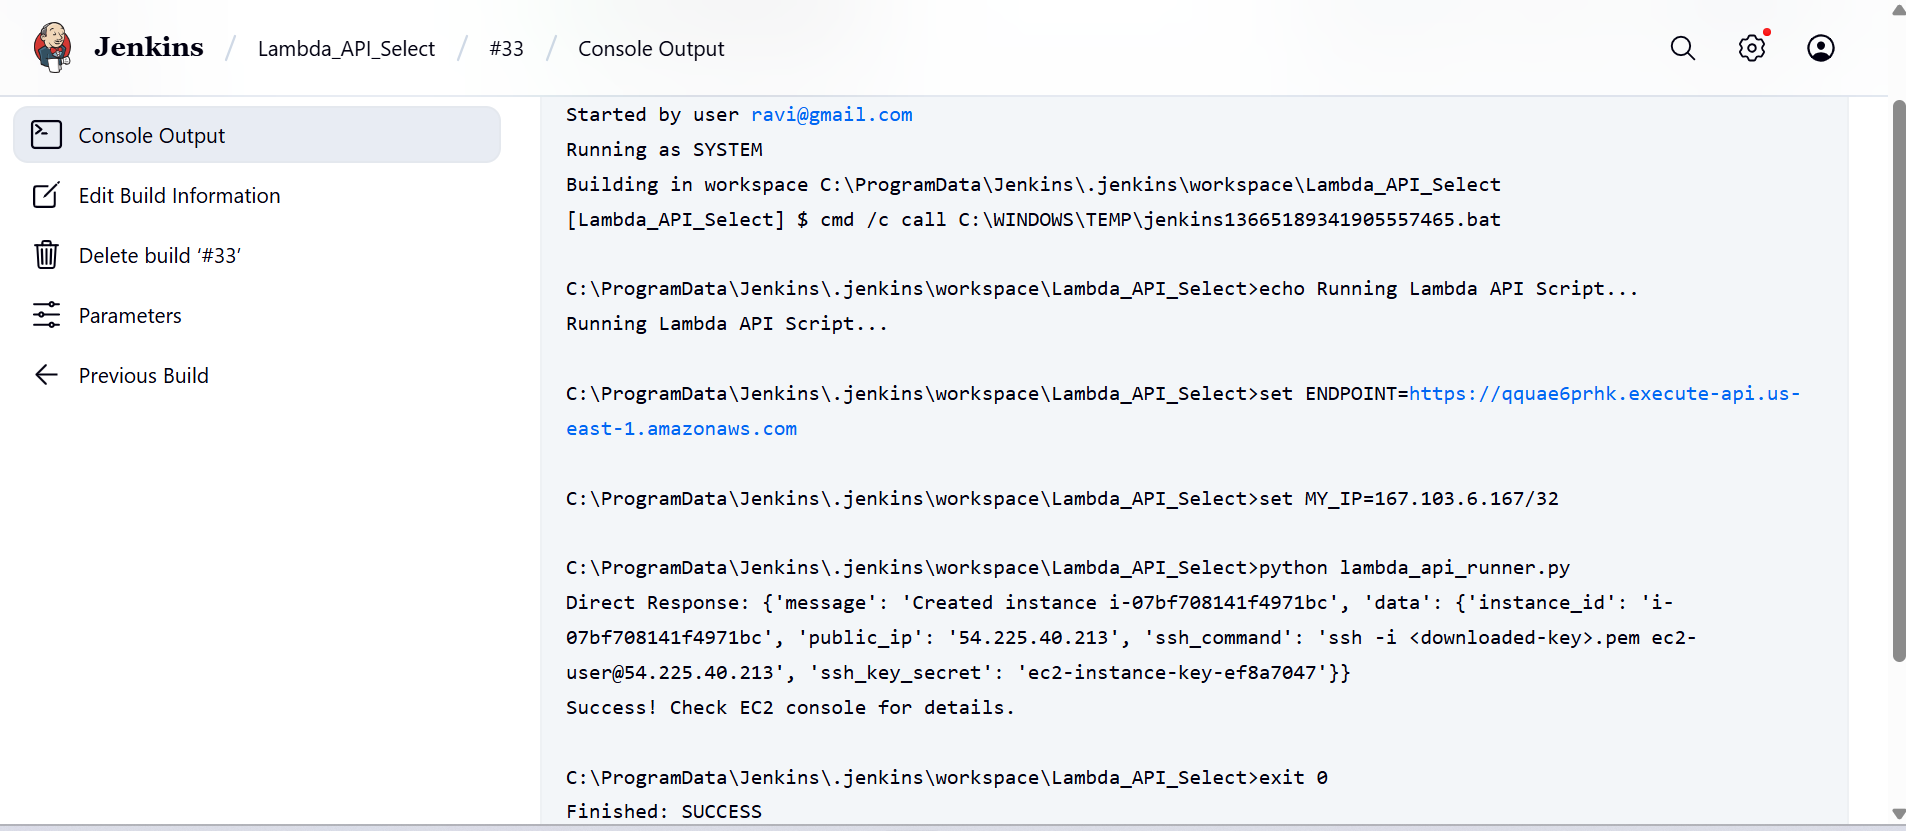 Jenkins / Lambda_API_Select / #33 / Console Output
Console Output
Edit Build Information
Delete build ‘#33’
Parameters
Previous Build
Started by user ravi@gmail.com
Running as SYSTEM
Building in workspace C:\ProgramData\Jenkins\.jenkins\workspace\Lambda_API_Select
[Lambda_API_Select] $ cmd /c call C:\WINDOWS\TEMP\jenkins13665189341905557465.bat
C:\ProgramData\Jenkins\.jenkins\workspace\Lambda_API_Select>echo Running Lambda API Script...
Running Lambda API Script...
C:\ProgramData\Jenkins\.jenkins\workspace\Lambda_API_Select>set ENDPOINT=https://qquae6prhk.execute-api.us-
east-1.amazonaws.com
C:\ProgramData\Jenkins\.jenkins\workspace\Lambda_API_Select>set MY_IP=167.103.6.167/32
C:\ProgramData\Jenkins\.jenkins\workspace\Lambda_API_Select>python lambda_api_runner.py
Direct Response: {'message': 'Created instance i-07bf708141f4971bc', 'data': {'instance_id': 'i-
07bf708141f4971bc', 'public_ip': '54.225.40.213', 'ssh_command': 'ssh -i <downloaded-key>.pem ec2-
user@54.225.40.213', 'ssh_key_secret': 'ec2-instance-key-ef8a7047'}}
Success! Check EC2 console for details.
C:\ProgramData\Jenkins\.jenkins\workspace\Lambda_API_Select>exit 0
Finished: SUCCESS